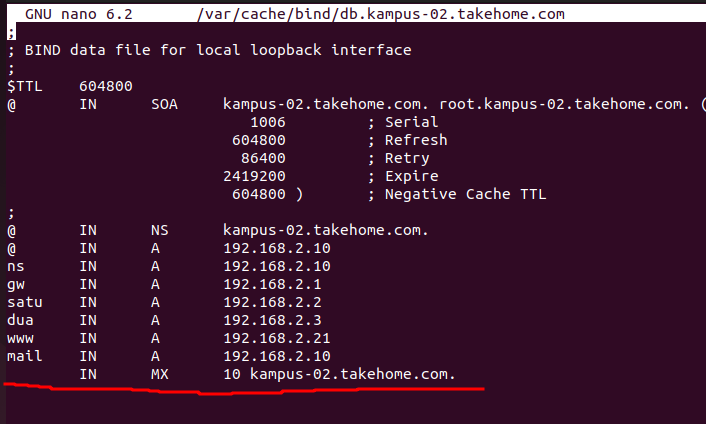 GNU nano 6.2 /var/cache/bind/db.kampus-02.takehome.com
;
; BIND data file for local loopback interface
;
$TTL 604800
@ IN SOA kampus-02.takehome.com. root.kampus-02.takehome.com. (
1006 ; Serial
604800 ; Refresh
86400 ; Retry
2419200 ; Expire
604800 ) ; Negative Cache TTL
;
@ IN NS kampus-02.takehome.com.
@ IN A 192.168.2.10
ns IN A 192.168.2.10
gw IN A 192.168.2.1
satu IN A 192.168.2.2
dua IN A 192.168.2.3
www IN A 192.168.2.21
mail IN A 192.168.2.10
IN MX 10 kampus-02.takehome.com.